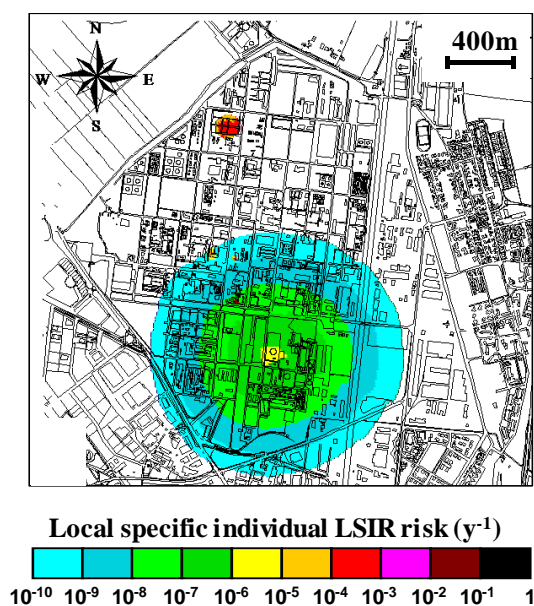 N
400m
W E
S
Local specific individual LSIR risk (y⁻¹)
10⁻¹⁰ 10⁻⁹ 10⁻⁸ 10⁻⁷ 10⁻⁶ 10⁻⁵ 10⁻⁴ 10⁻³ 10⁻² 10⁻¹ 1